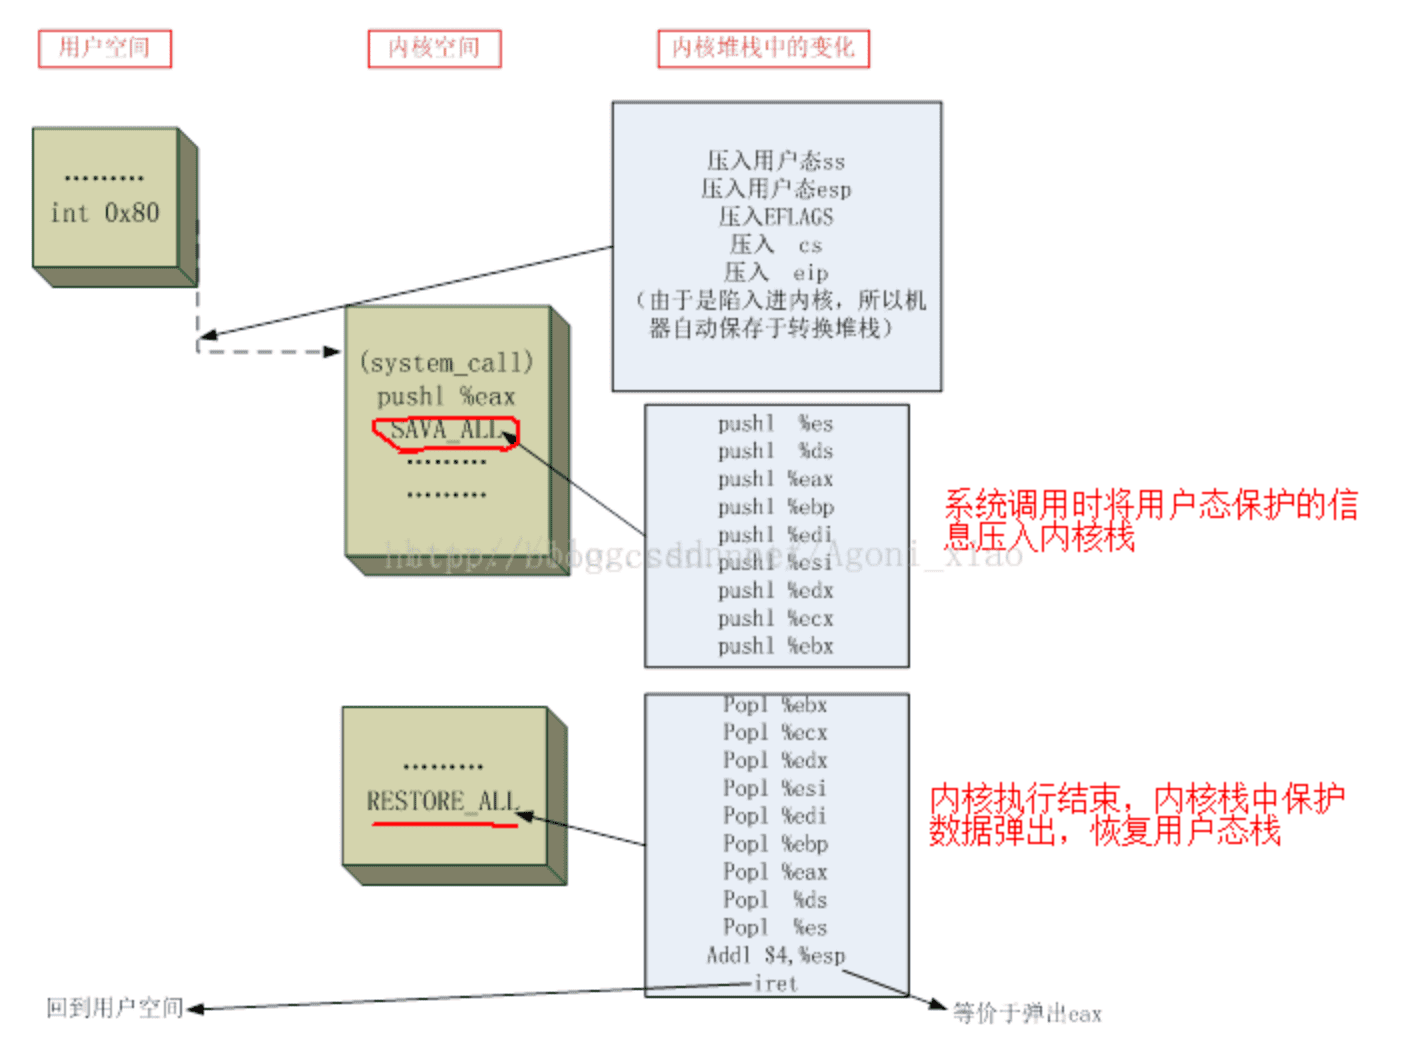 用户空间
内核空间
内核堆栈中的变化
.........
int 0x80
压入用户态ss
压入用户态esp
压入EFLAGS
压入 cs
压入 eip
（由于是陷入进内核，所以机
器自动保存于转换堆栈）
(system_call)
pushl %eax
SAVA_ALL
.........
.........
pushl %es
pushl %ds
pushl %eax
pushl %ebp
pushl %edi
pushl %esi
pushl %edx
pushl %ecx
pushl %ebx
系统调用时将用户态保护的信
息压入内核栈
.........
RESTORE_ALL
Popl %ebx
Popl %ecx
Popl %edx
Popl %esi
Popl %edi
Popl %ebp
Popl %eax
Popl %ds
Popl %es
Addl $4,%esp
iret
内核执行结束，内核栈中保护
数据弹出，恢复用户态栈
回到用户空间
等价于弹出eax